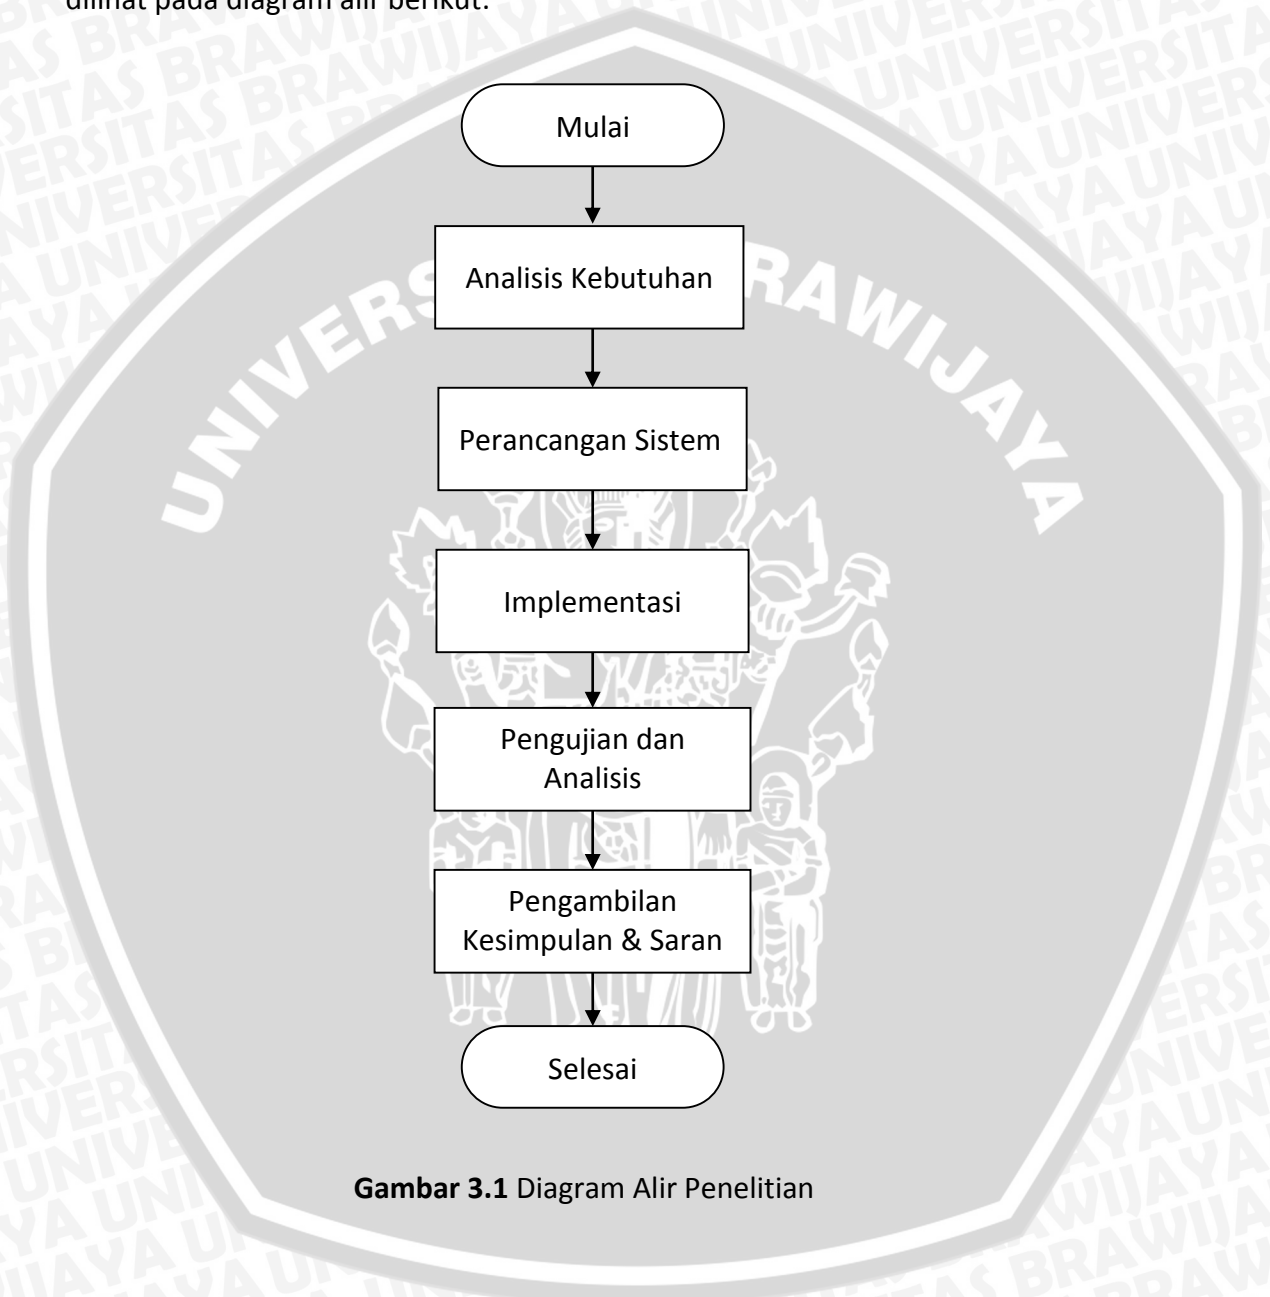 dilihat pada diagram alir berikut:
Mulai
Analisis Kebutuhan
Perancangan Sistem
Implementasi
Pengujian dan
Analisis
Pengambilan
Kesimpulan & Saran
Selesai
Gambar 3.1 Diagram Alir Penelitian